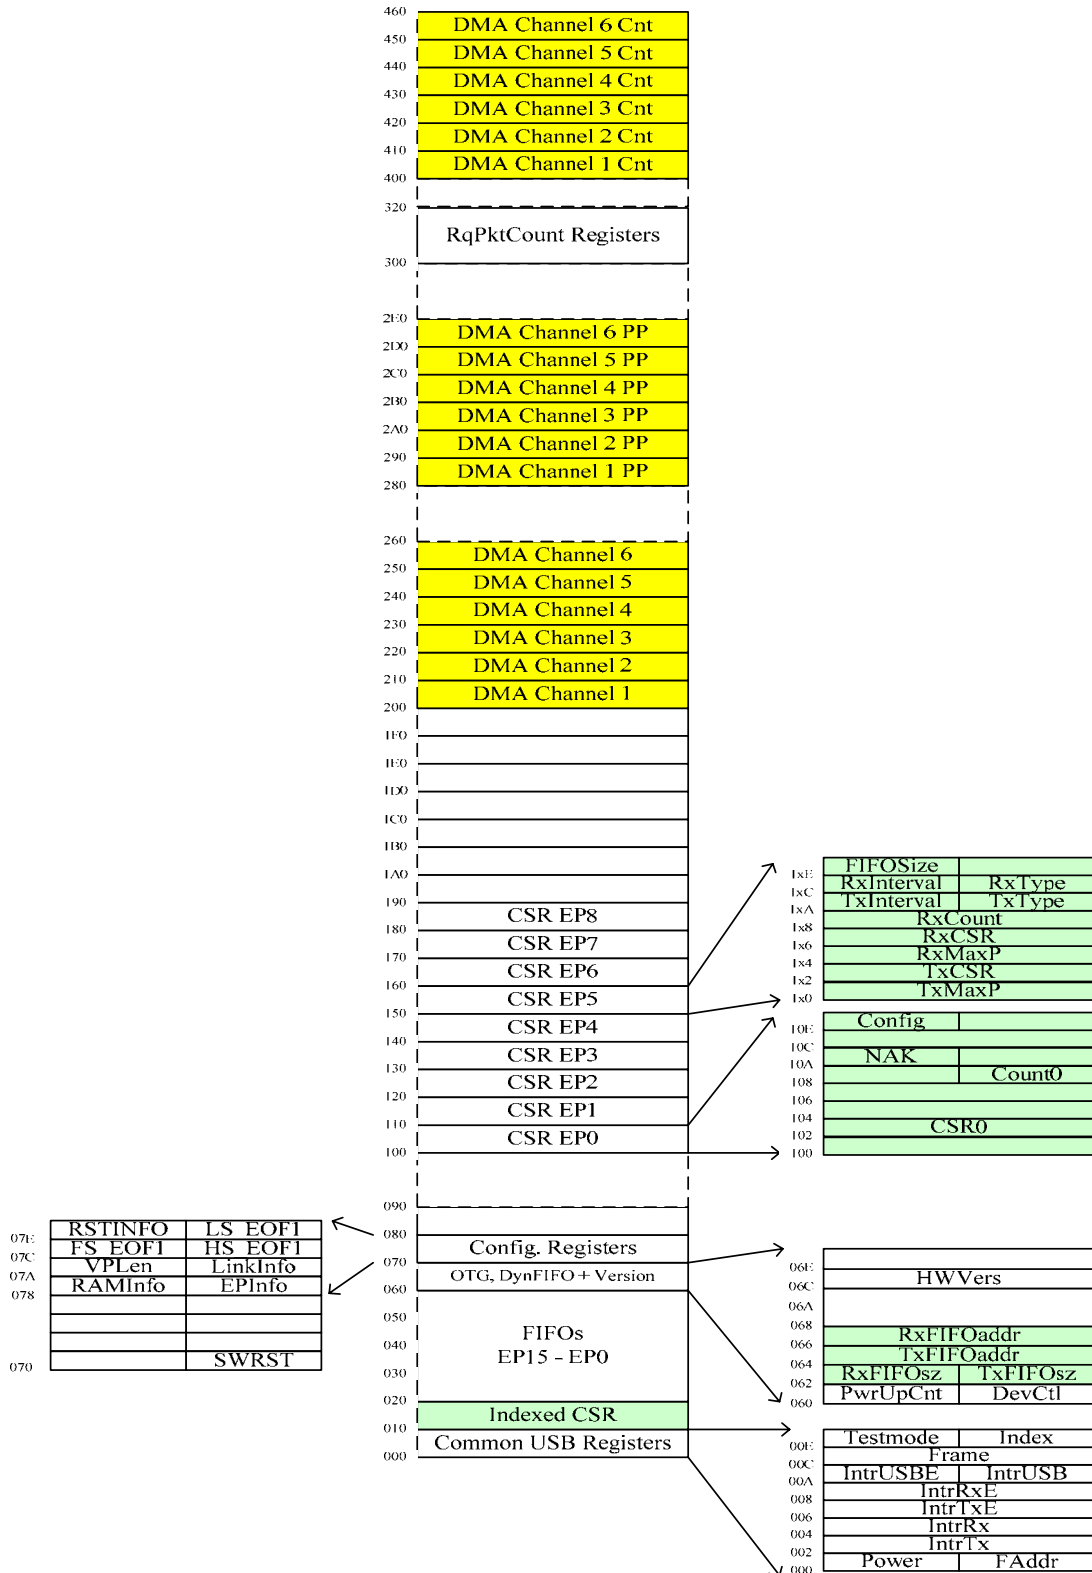 460
DMA Channel 6 Cnt
450
DMA Channel 5 Cnt
440
DMA Channel 4 Cnt
430
DMA Channel 3 Cnt
420
DMA Channel 2 Cnt
410
DMA Channel 1 Cnt
400
320
RqPktCount Registers
300
2E0
DMA Channel 6 PP
2D0
DMA Channel 5 PP
2C0
DMA Channel 4 PP
2B0
DMA Channel 3 PP
2A0
DMA Channel 2 PP
290
DMA Channel 1 PP
280
260
DMA Channel 6
250
DMA Channel 5
240
DMA Channel 4
230
DMA Channel 3
220
DMA Channel 2
210
DMA Channel 1
200
1F0
1E0
1D0
1C0
1B0
1A0
190
CSR EP8
180
CSR EP7
170
CSR EP6
160
CSR EP5
150
CSR EP4
140
CSR EP3
130
CSR EP2
120
CSR EP1
110
CSR EP0
100
090
080
Config. Registers
070
OTG, DynFIFO + Version
060
050
FIFOs
040
EP15 - EP0
030
020
Indexed CSR
010
Common USB Registers
000
FIFOSize
1xE
RxInterval RxType
1xC
TxInterval TxType
1xA
RxCount
1x8
RxCSR
1x6
RxMaxP
1x4
TxCSR
1x2
TxMaxP
1x0
Config
10E
10C
NAK
10A
Count0
108
106
104
CSR0
102
100
RSTINFO LS_EOF1
07E
FS_EOF1 HS_EOF1
07C
VPLen LinkInfo
07A
RAMInfo EPInfo
078
SWRST
070
06E
HWVers
06C
06A
068
RxFIFOaddr
066
TxFIFOaddr
064
RxFIFOsz TxFIFOsz
062
PwrUpCnt DevCtl
060
Testmode Index
00E
Frame
00C
IntrUSBE IntrUSB
00A
IntrRxE
008
IntrTxE
006
IntrRx
004
IntrTx
002
Power FAddr
000